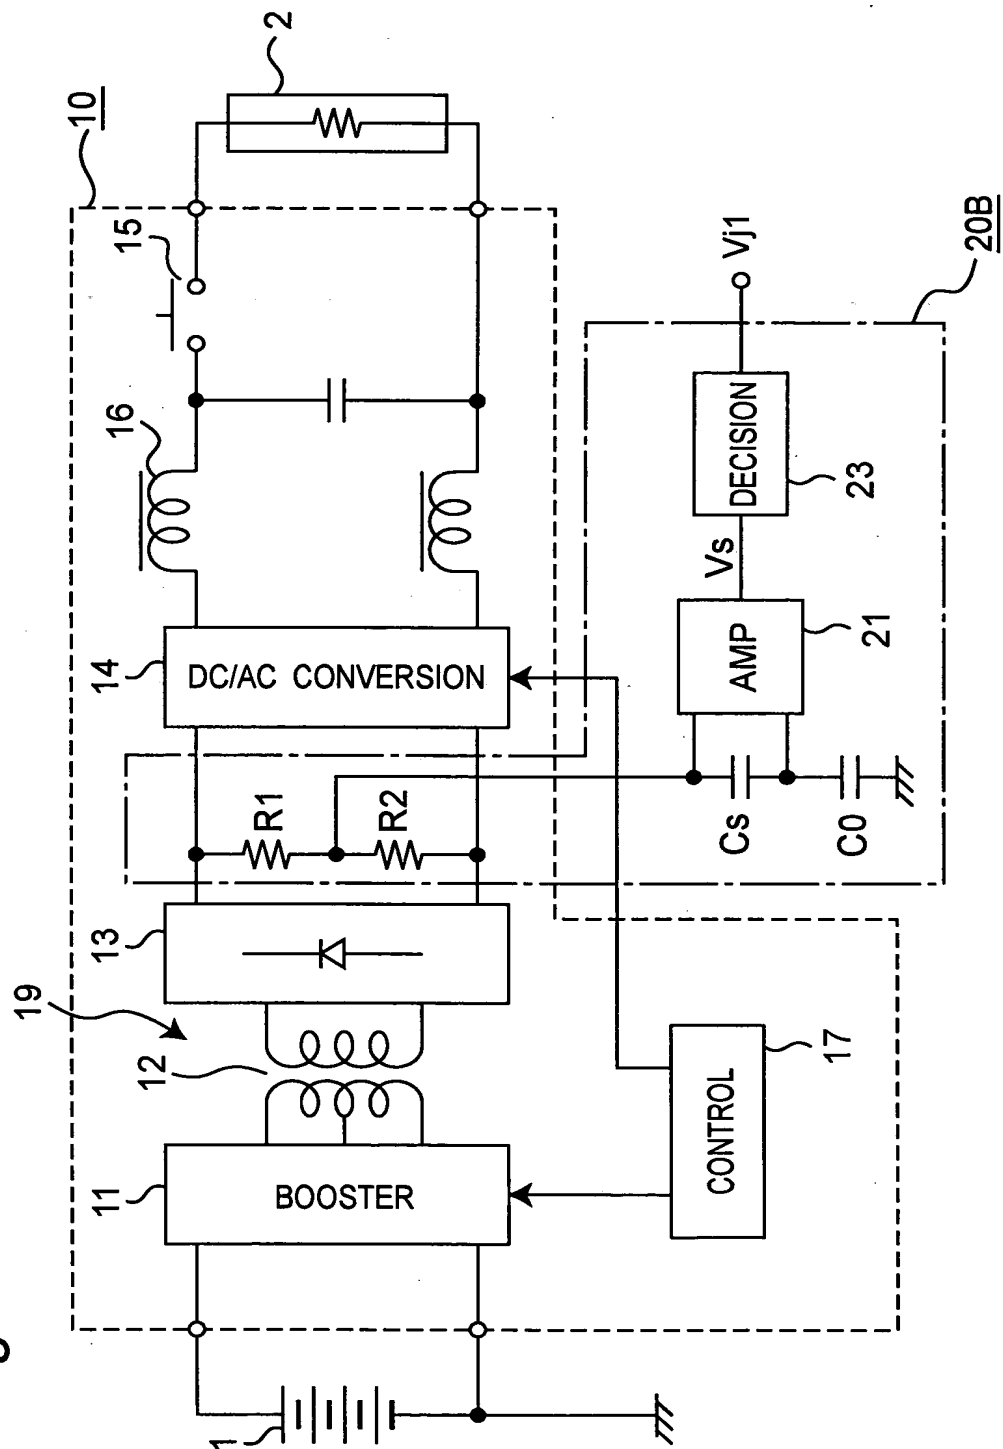 10
2
15
16
14
DC/AC CONVERSION
R1
R2
13
19
12
11
BOOSTER
1
CONTROL
17
Cs
C0
AMP
21
Vs
DECISION
23
Vj1
20B